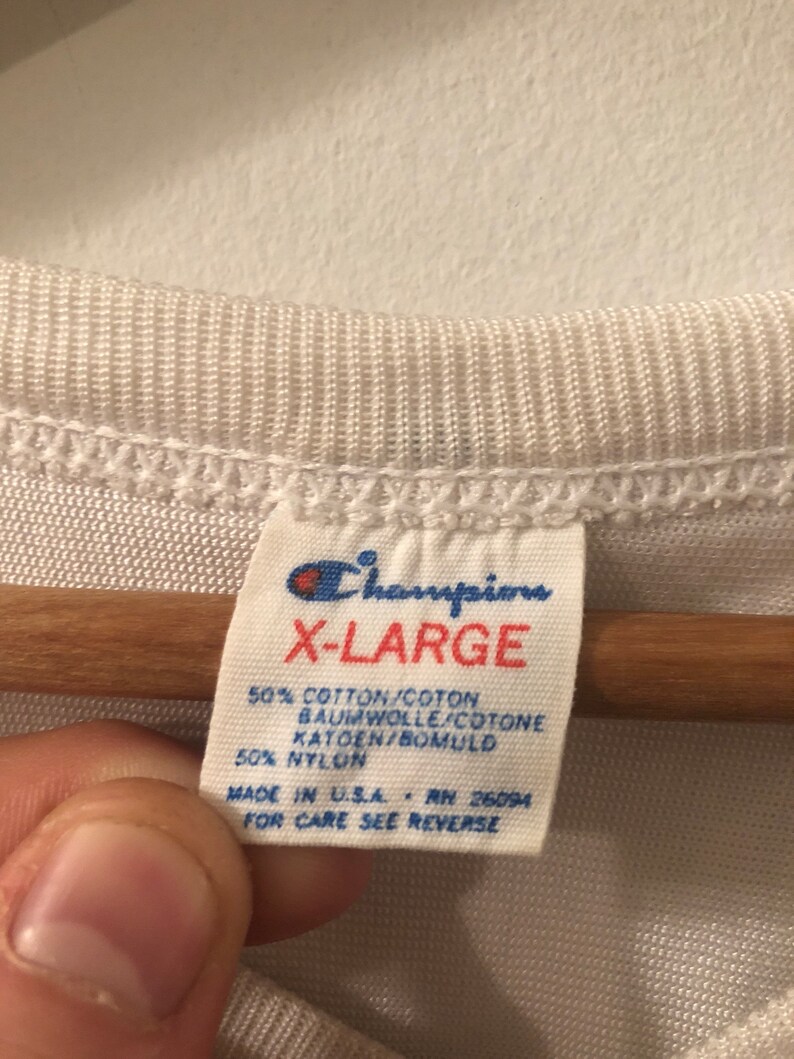 Champion
X-LARGE
50% COTTON/COTON
BAUMWOLLE/COTONE
KATOEN/BOMULD
50% NYLON
MADE IN U.S.A. • RN 26094
FOR CARE SEE REVERSE